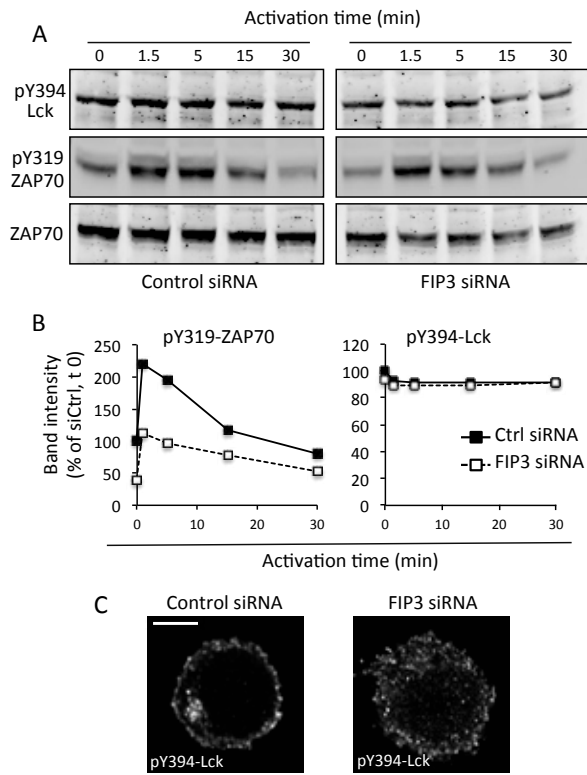 Activation time (min)
A
0 1.5 5 15 30 0 1.5 5 15 30
pY394
Lck
pY319
ZAP70
ZAP70
Control siRNA FIP3 siRNA
B
pY319-ZAP70 pY394-Lck
Band intensity
(% of siCtrl, t 0)
250
200
150
100
50
0
0 10 20 30
120
100
80
60
40
20
0
0 10 20 30
Ctrl siRNA
FIP3 siRNA
Activation time (min)
C
Control siRNA FIP3 siRNA
pY394-Lck pY394-Lck